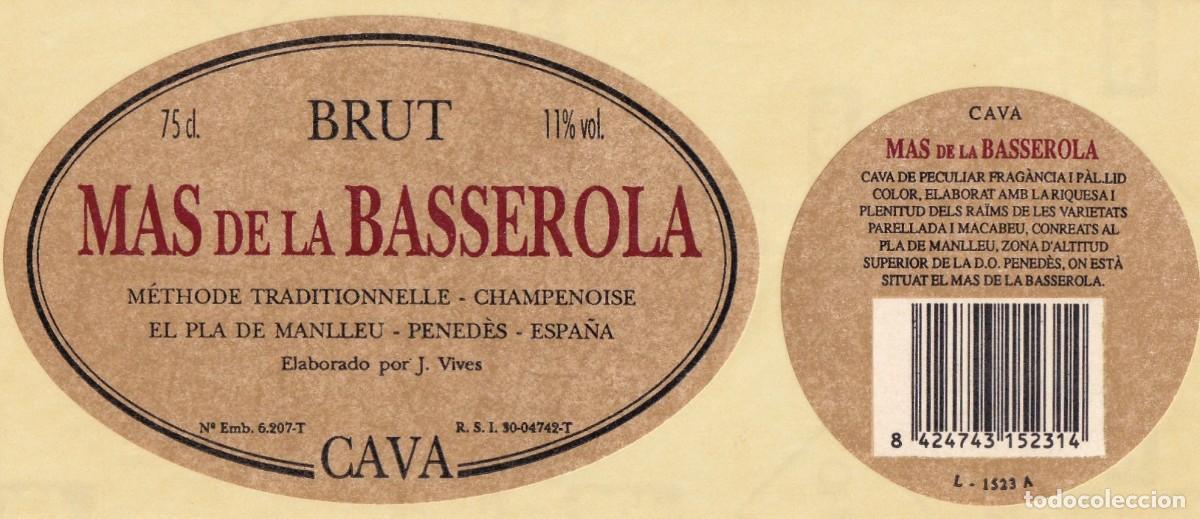 75 cl.
BRUT
11% vol.
MAS DE LA BASSEROLA
MÉTHODE TRADITIONNELLE - CHAMPENOISE
EL PLA DE MANLLEU - PENEDÈS - ESPAÑA
Elaborado por J. Vives
Nº Emb. 6.207-T
R. S. I. 30-04742-T
CAVA
CAVA
MAS DE LA BASSEROLA
CAVA DE PECULIAR FRAGÀNCIA I PÀL.LID
COLOR, ELABORAT AMB LA RIQUESA I
PLENITUD DELS RAÏMS DE LES VARIETATS
PARELLADA I MACABEU, CONREATS AL
PLA DE MANLLEU, ZONA D'ALTITUD
SUPERIOR DE LA D.O. PENEDÈS, ON ESTÀ
SITUAT EL MAS DE LA BASSEROLA.
8 424743 152314
L - 1523 A
todocoleccion